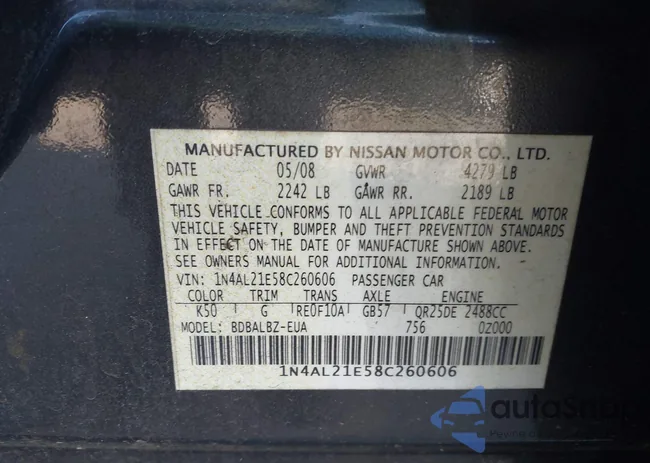 MANUFACTURED BY NISSAN MOTOR CO., LTD.
DATE 05/08 GVWR 4279 LB
GAWR FR. 2242 LB GAWR RR. 2189 LB
THIS VEHICLE CONFORMS TO ALL APPLICABLE FEDERAL MOTOR
VEHICLE SAFETY, BUMPER AND THEFT PREVENTION STANDARDS
IN EFFECT ON THE DATE OF MANUFACTURE SHOWN ABOVE.
SEE OWNERS MANUAL FOR ADDITIONAL INFORMATION.
VIN: 1N4AL21E58C260606 PASSENGER CAR
COLOR TRIM TRANS AXLE ENGINE
K50 G RE0F10A GB57 QR25DE 2488CC
MODEL: BDBALBZ-EUA 756 0Z000
1N4AL21E58C260606